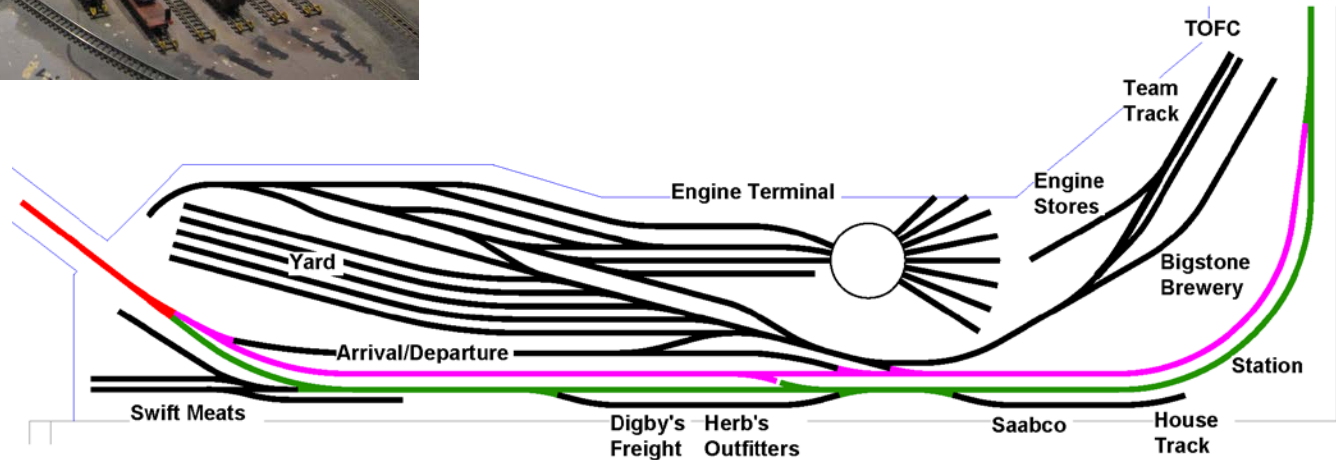 TOFC
Team
Track
Engine Terminal
Engine
Stores
Yard
Bigstone
Brewery
Arrival/Departure
Station
Swift Meats
Digby's
Freight
Herb's
Outfitters
Saabco
House
Track